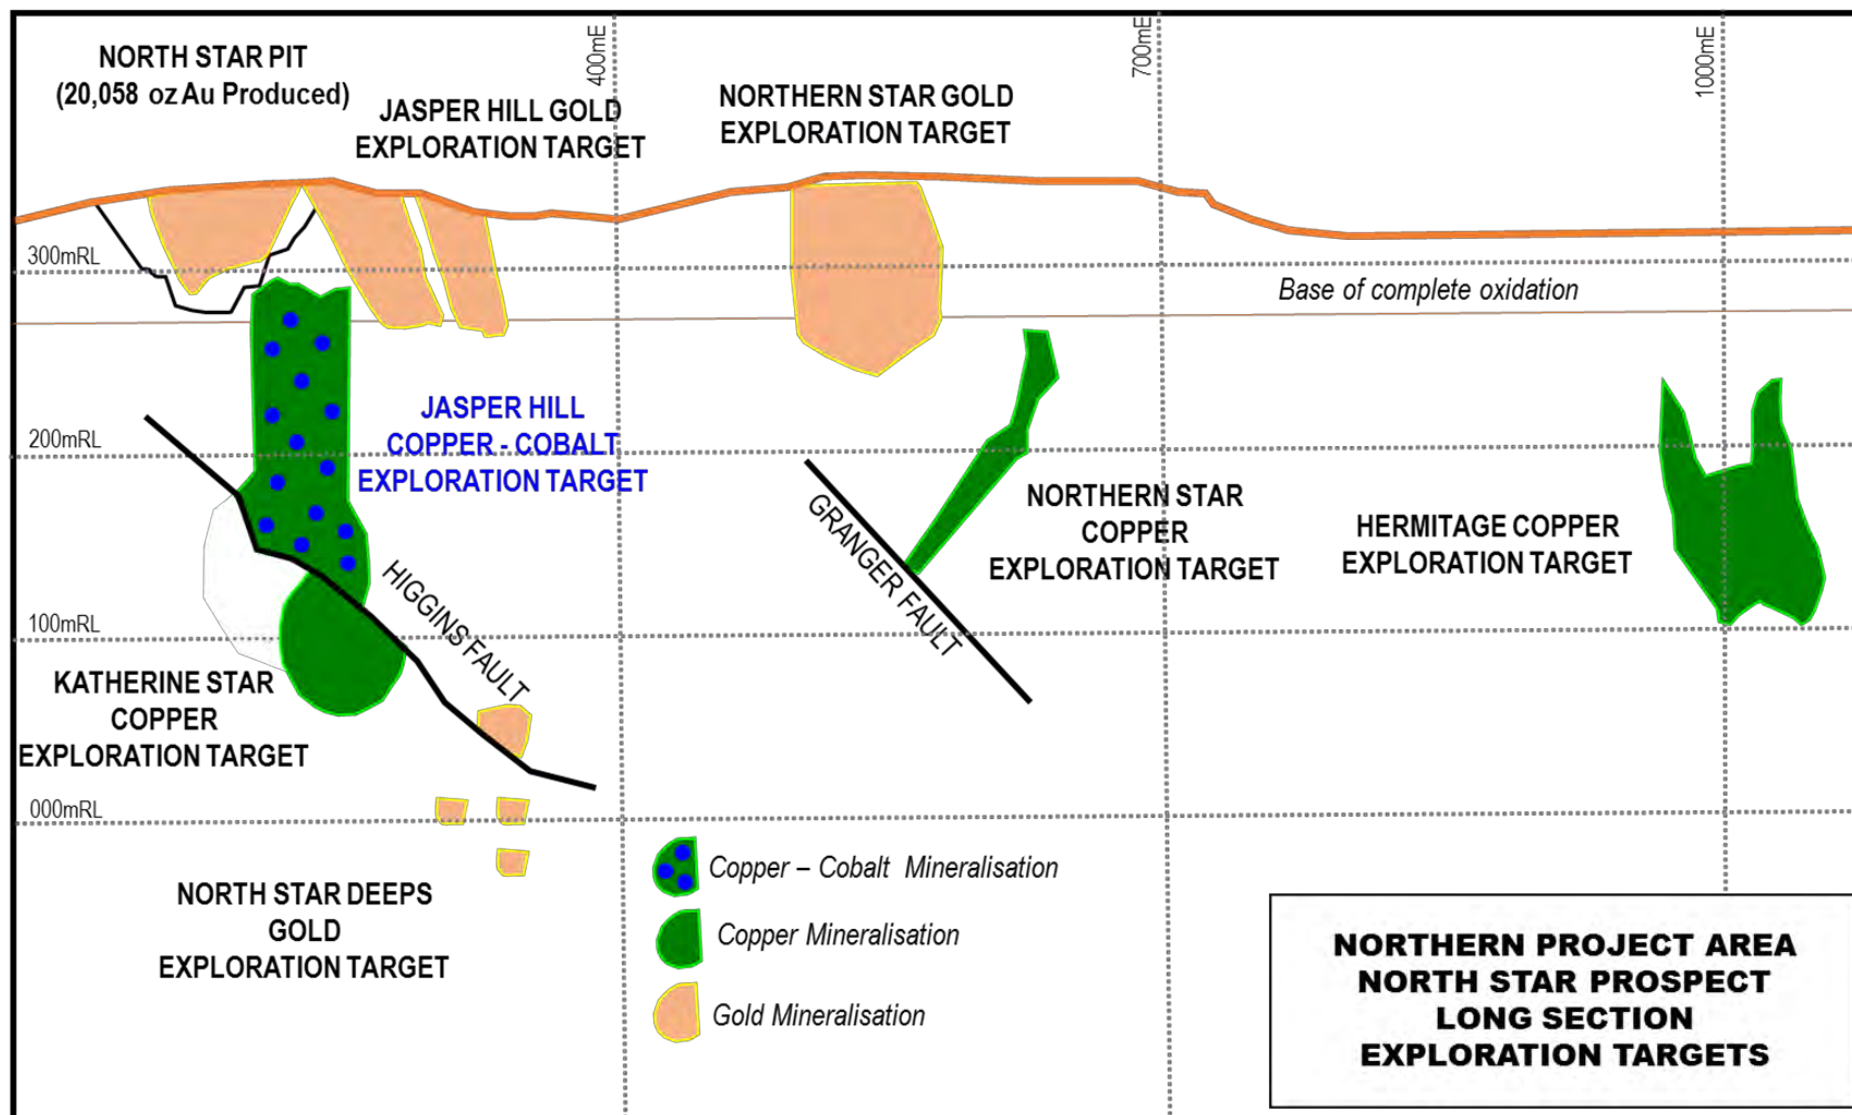 NORTH STAR PIT
(20,058 oz Au Produced)
JASPER HILL GOLD
EXPLORATION TARGET
400mE
NORTHERN STAR GOLD
EXPLORATION TARGET
700mE
1000mE
300mRL
Base of complete oxidation
200mRL
JASPER HILL
COPPER - COBALT
EXPLORATION TARGET
HIGGINS FAULT
GRANGER FAULT
NORTHERN STAR
COPPER
EXPLORATION TARGET
HERMITAGE COPPER
EXPLORATION TARGET
100mRL
KATHERINE STAR
COPPER
EXPLORATION TARGET
000mRL
NORTH STAR DEEPS
GOLD
EXPLORATION TARGET
Copper – Cobalt Mineralisation
Copper Mineralisation
Gold Mineralisation
NORTHERN PROJECT AREA
NORTH STAR PROSPECT
LONG SECTION
EXPLORATION TARGETS